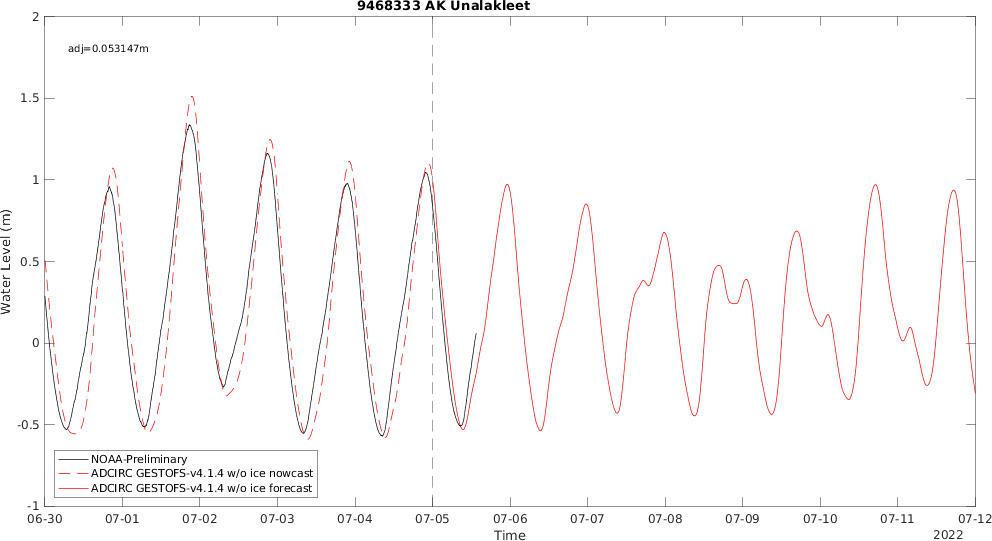 9468333 AK Unalakleet
adj=0.053147m
Water Level (m)
2
1.5
1
0.5
0
-0.5
-1
NOAA-Preliminary
ADCIRC GESTOFS-v4.1.4 w/o ice nowcast
ADCIRC GESTOFS-v4.1.4 w/o ice forecast
06-30 07-01 07-02 07-03 07-04 07-05 07-06 07-07 07-08 07-09 07-10 07-11 07-12
Time
2022